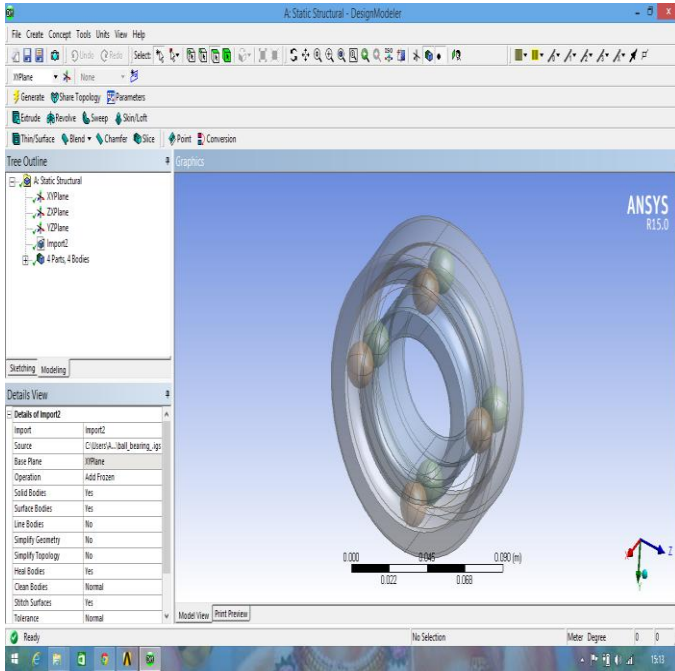 A: Static Structural - DesignModeler
File Create Concept Tools Units View Help
Undo Redo Select:
XYPlane None
Generate Share Topology Parameters
Extrude Revolve Sweep Skin/Loft
Thin/Surface Blend Chamfer Slice Point Conversion
Tree Outline
A: Static Structural
XYPlane
ZXPlane
YZPlane
Import2
4 Parts, 4 Bodies
Sketching Modeling
Details View
Details of Import2
Import Import2
Source C:\Users\A...\ball_bearing_.igs
Base Plane XYPlane
Operation Add Frozen
Solid Bodies Yes
Surface Bodies Yes
Line Bodies No
Simplify Geometry No
Simplify Topology No
Heal Bodies Yes
Clean Bodies Normal
Stitch Surfaces Yes
Tolerance Normal
Graphics
ANSYS
R15.0
0.000 0.045 0.090 (m)
0.022 0.068
Z
Model View Print Preview
Ready No Selection Meter Degree 0 0
15:13